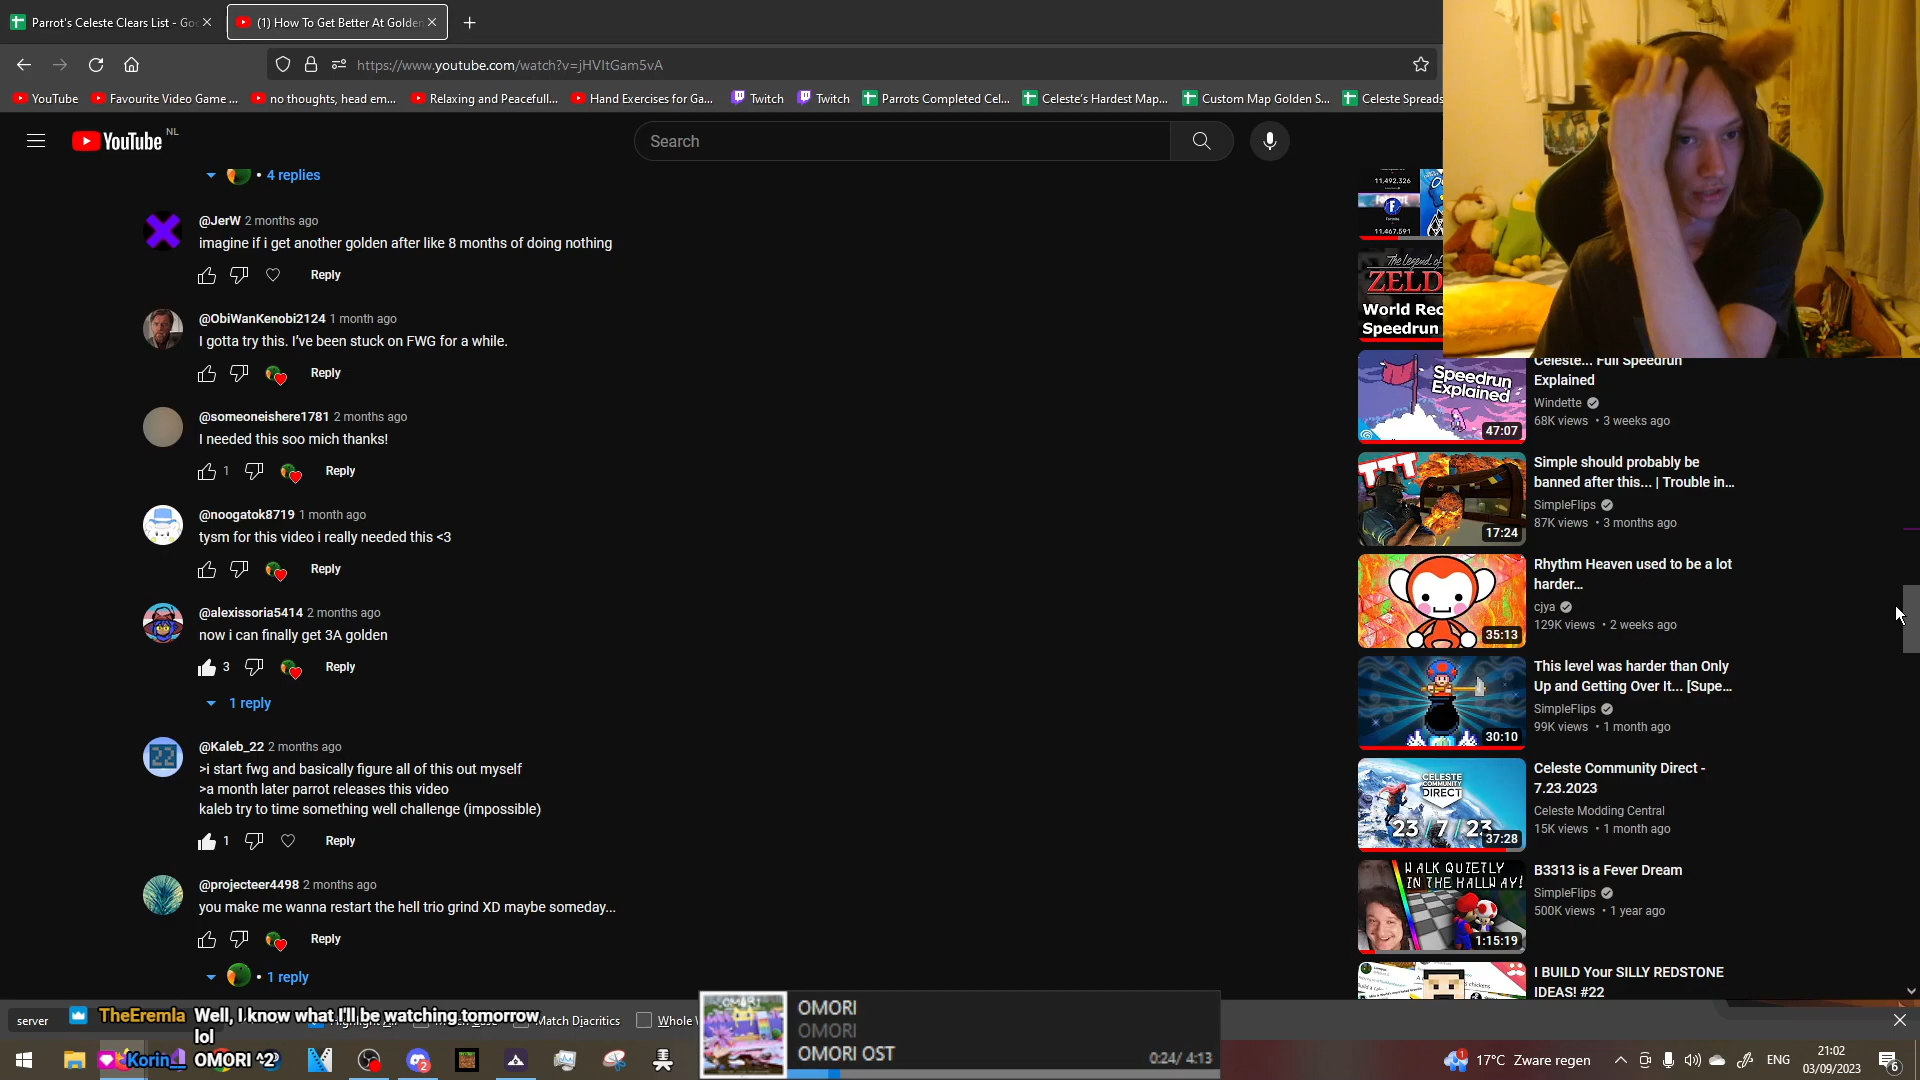 Parrot's Celeste Clears List - Goo
(1) How To Get Better At Golden
https://www.youtube.com/watch?v=jHVItGam5vA
YouTube
Favourite Video Game ...
no thoughts, head em...
Relaxing and Peacefull...
Hand Exercises for Ga...
Twitch
Twitch
Parrots Completed Cel...
Celeste's Hardest Map...
Custom Map Golden S...
Celeste Spreads
YouTube NL
Search
4 replies
@JerW 2 months ago
imagine if i get another golden after like 8 months of doing nothing
Reply
@ObiWanKenobi2124 1 month ago
I gotta try this. I've been stuck on FWG for a while.
Reply
@someoneishere1781 2 months ago
I needed this soo mich thanks!
1 Reply
@noogatok8719 1 month ago
tysm for this video i really needed this <3
Reply
@alexissoria5414 2 months ago
now i can finally get 3A golden
3 Reply
1 reply
@Kaleb_22 2 months ago
>i start fwg and basically figure all of this out myself
>a month later parrot releases this video
kaleb try to time something well challenge (impossible)
1 Reply
@projecteer4498 2 months ago
you make me wanna restart the hell trio grind XD maybe someday...
Reply
1 reply
11.492.326
11.467.591
The Legend of
ZELD
World Rec
Speedrun
Speedrun
Explained
47:07
Celeste... Full Speedrun
Explained
Windette
68K views • 3 weeks ago
TTT
17:24
Simple should probably be
banned after this... | Trouble in...
SimpleFlips
87K views • 3 months ago
35:13
Rhythm Heaven used to be a lot
harder...
cjya
129K views • 2 weeks ago
30:10
This level was harder than Only
Up and Getting Over It... [Supe...
SimpleFlips
99K views • 1 month ago
CELESTE
COMMUNITY
DIRECT
23/7/23
37:28
Celeste Community Direct -
7.23.2023
Celeste Modding Central
15K views • 1 month ago
WALK QUIETLY
IN THE HALLWAY!
1:15:19
B3313 is a Fever Dream
SimpleFlips
500K views • 1 year ago
I BUILD Your SILLY REDSTONE
IDEAS! #22
server
Match Diacritics
Whole
TheEremla Well, I know what I'll be watching tomorrow
lol
Korin OMORI ^2
OMORI
OMORI
OMORI OST
0:24/ 4:13
17°C Zware regen
ENG
21:02
03/09/2023
6